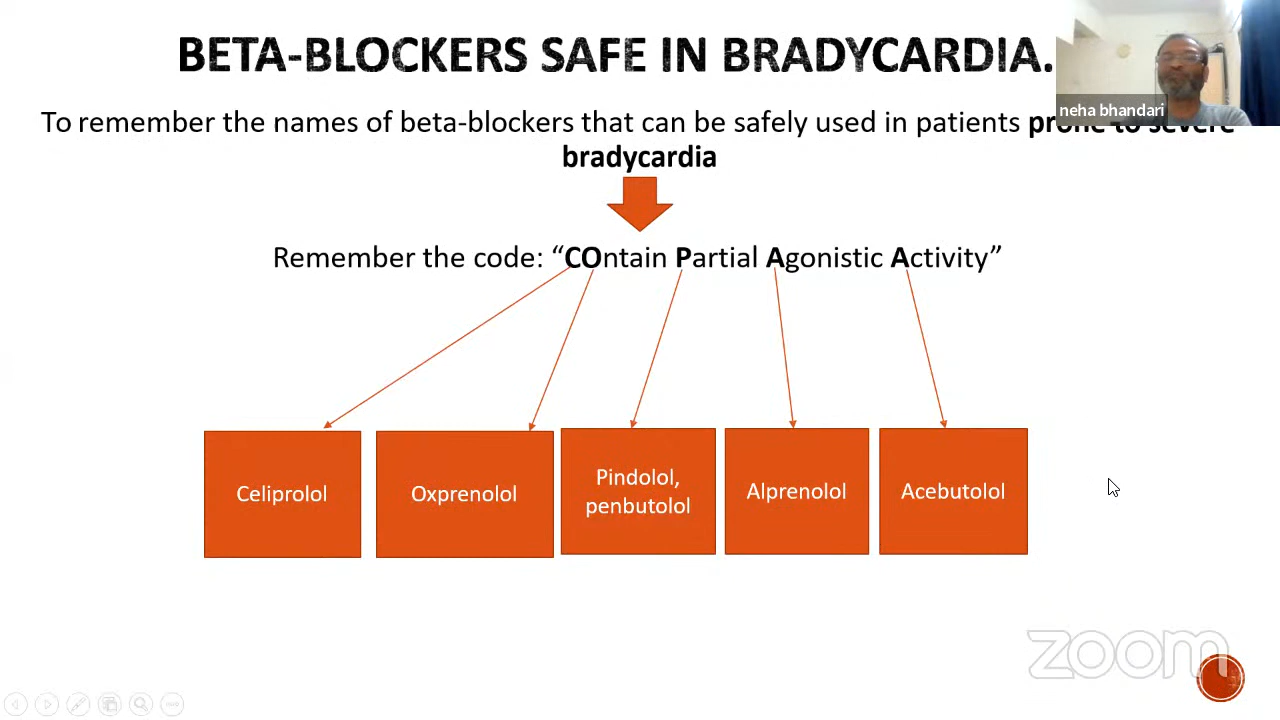 BETA-BLOCKERS SAFE IN BRADYCARDIA.
neha bhandari
To remember the names of beta-blockers that can be safely used in patients prone to severe
bradycardia
Remember the code: “COntain Partial Agonistic Activity”
Celiprolol
Oxprenolol
Pindolol,
penbutolol
Alprenolol
Acebutolol
zoom